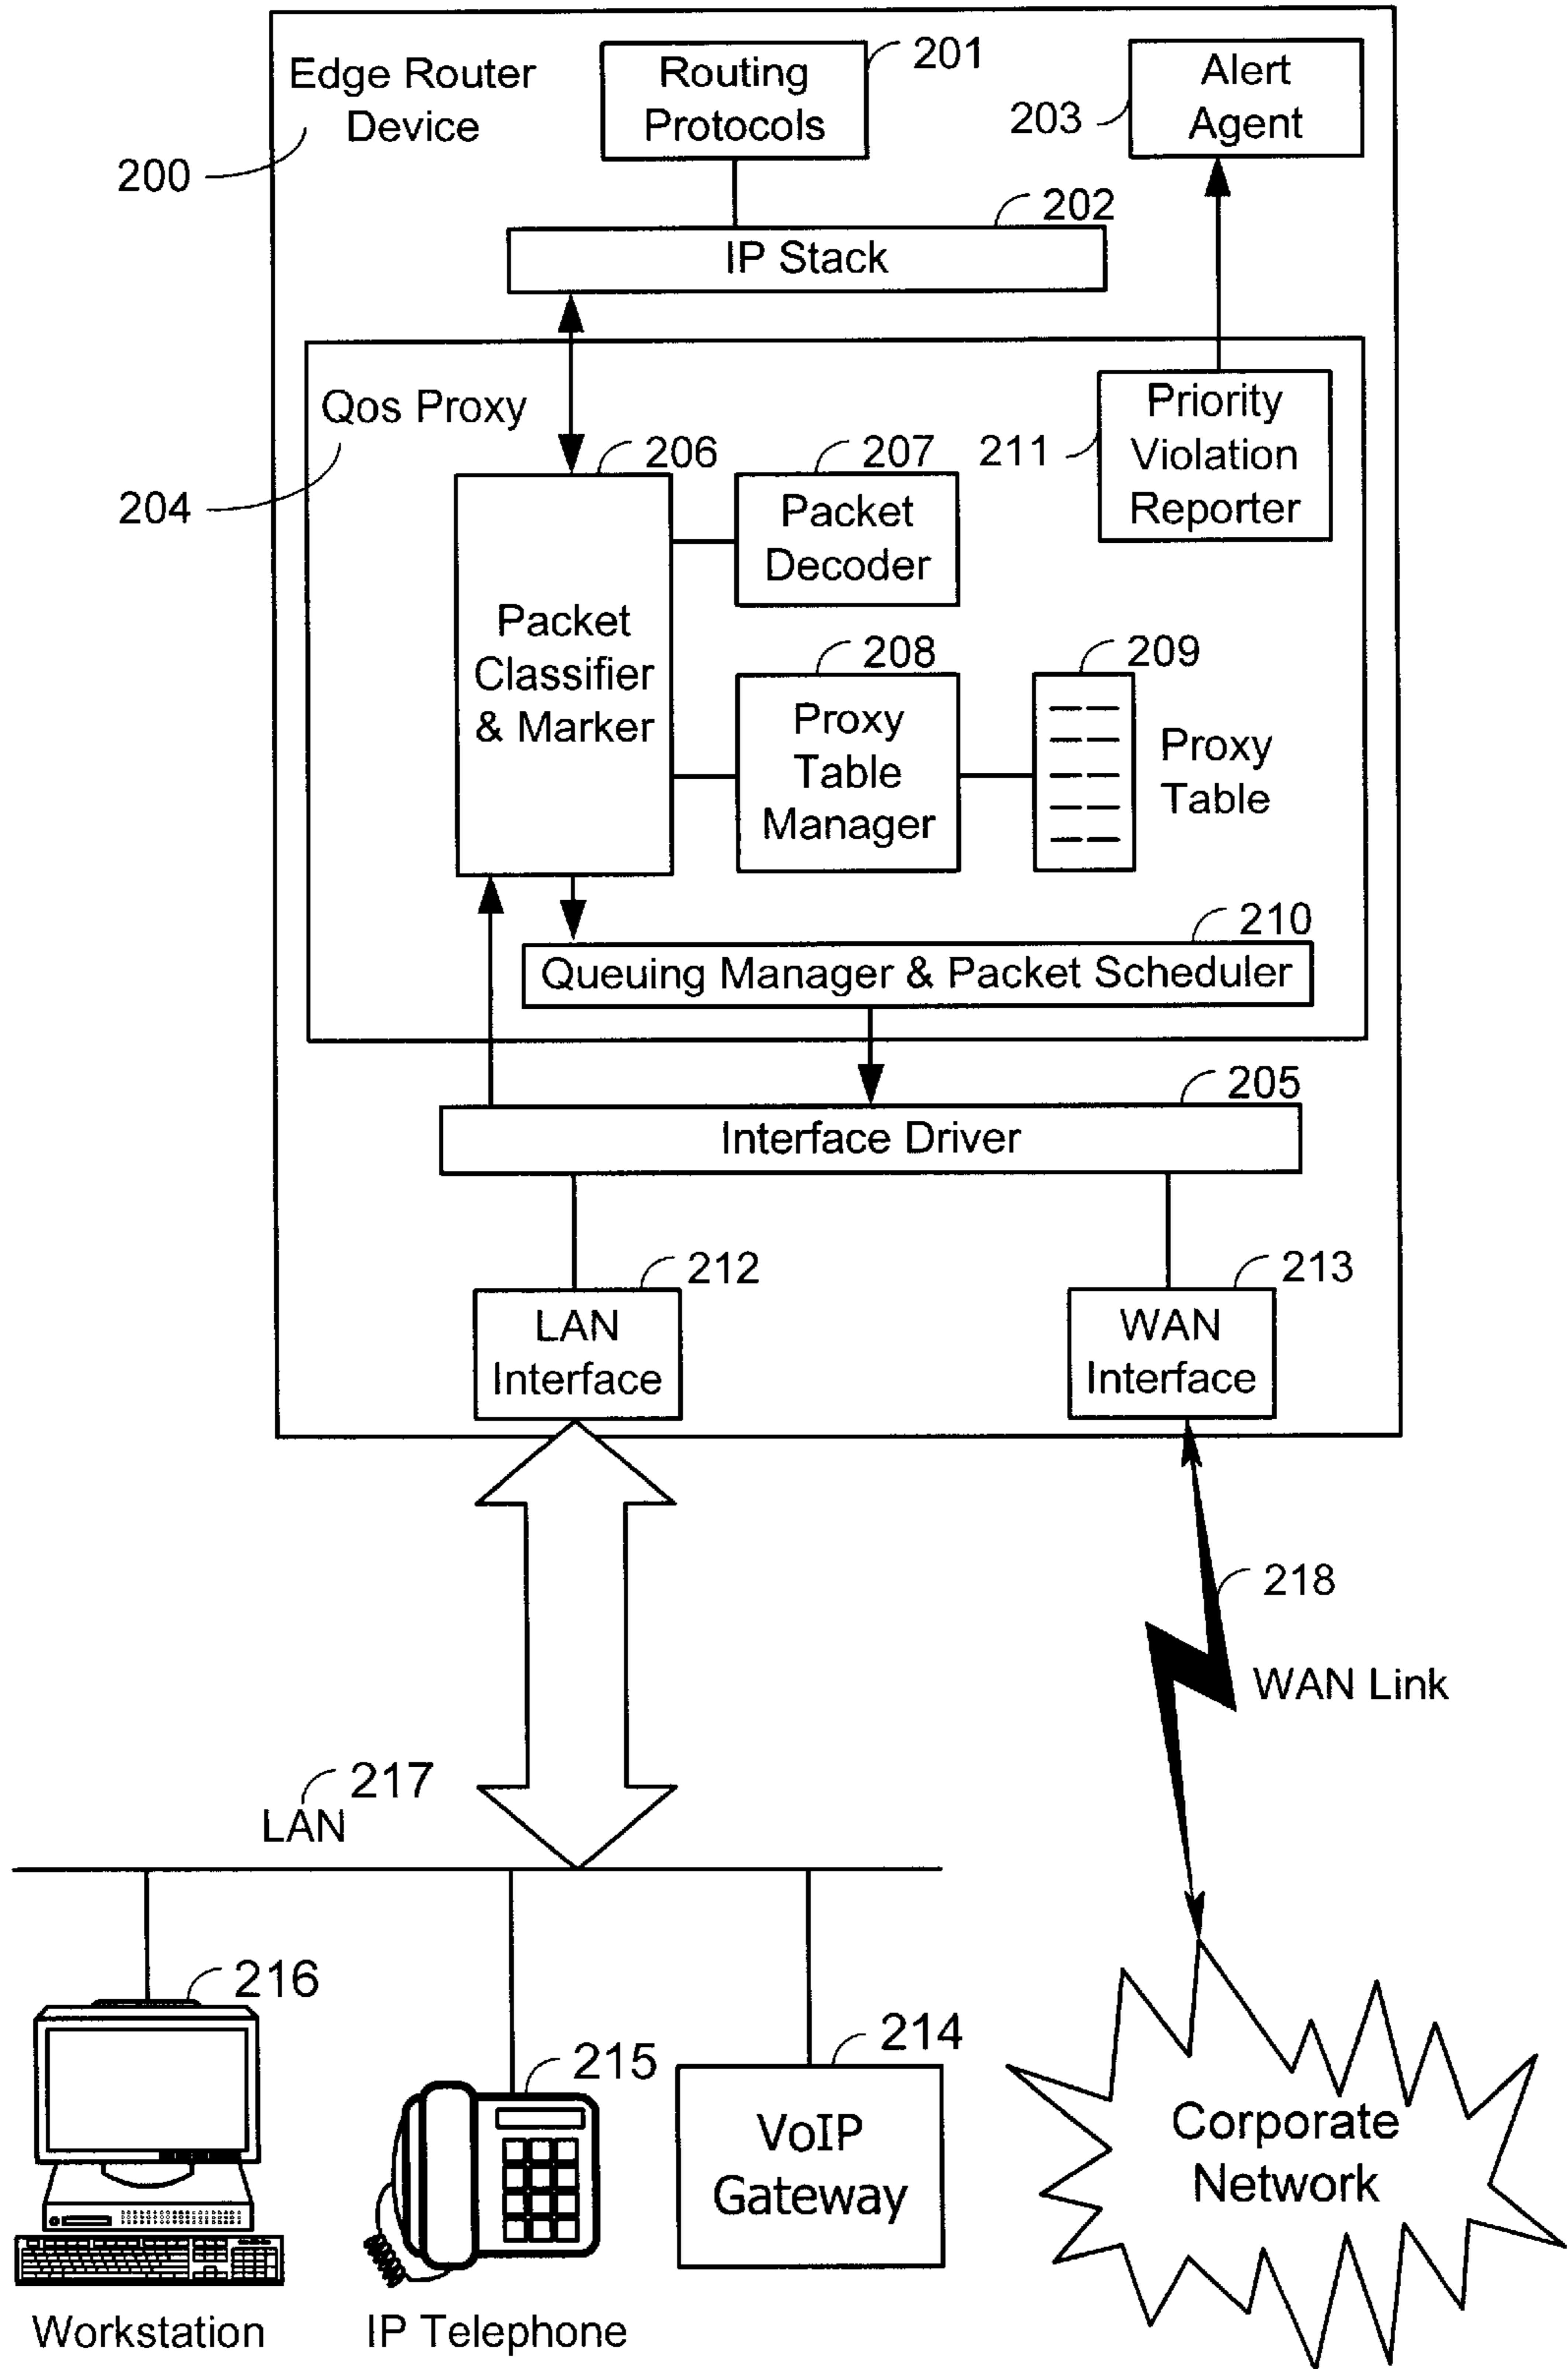 Edge Router
Device
200
Routing
Protocols
201
Alert
Agent
203
202
IP Stack
Qos Proxy
204
206
Packet
Classifier
& Marker
207
Packet
Decoder
Priority
Violation
Reporter
211
208
Proxy
Table
Manager
209
Proxy
Table
210
Queuing Manager & Packet Scheduler
205
Interface Driver
212
LAN
Interface
213
WAN
Interface
218
WAN Link
217
LAN
216
Workstation
215
IP Telephone
214
VoIP
Gateway
Corporate
Network